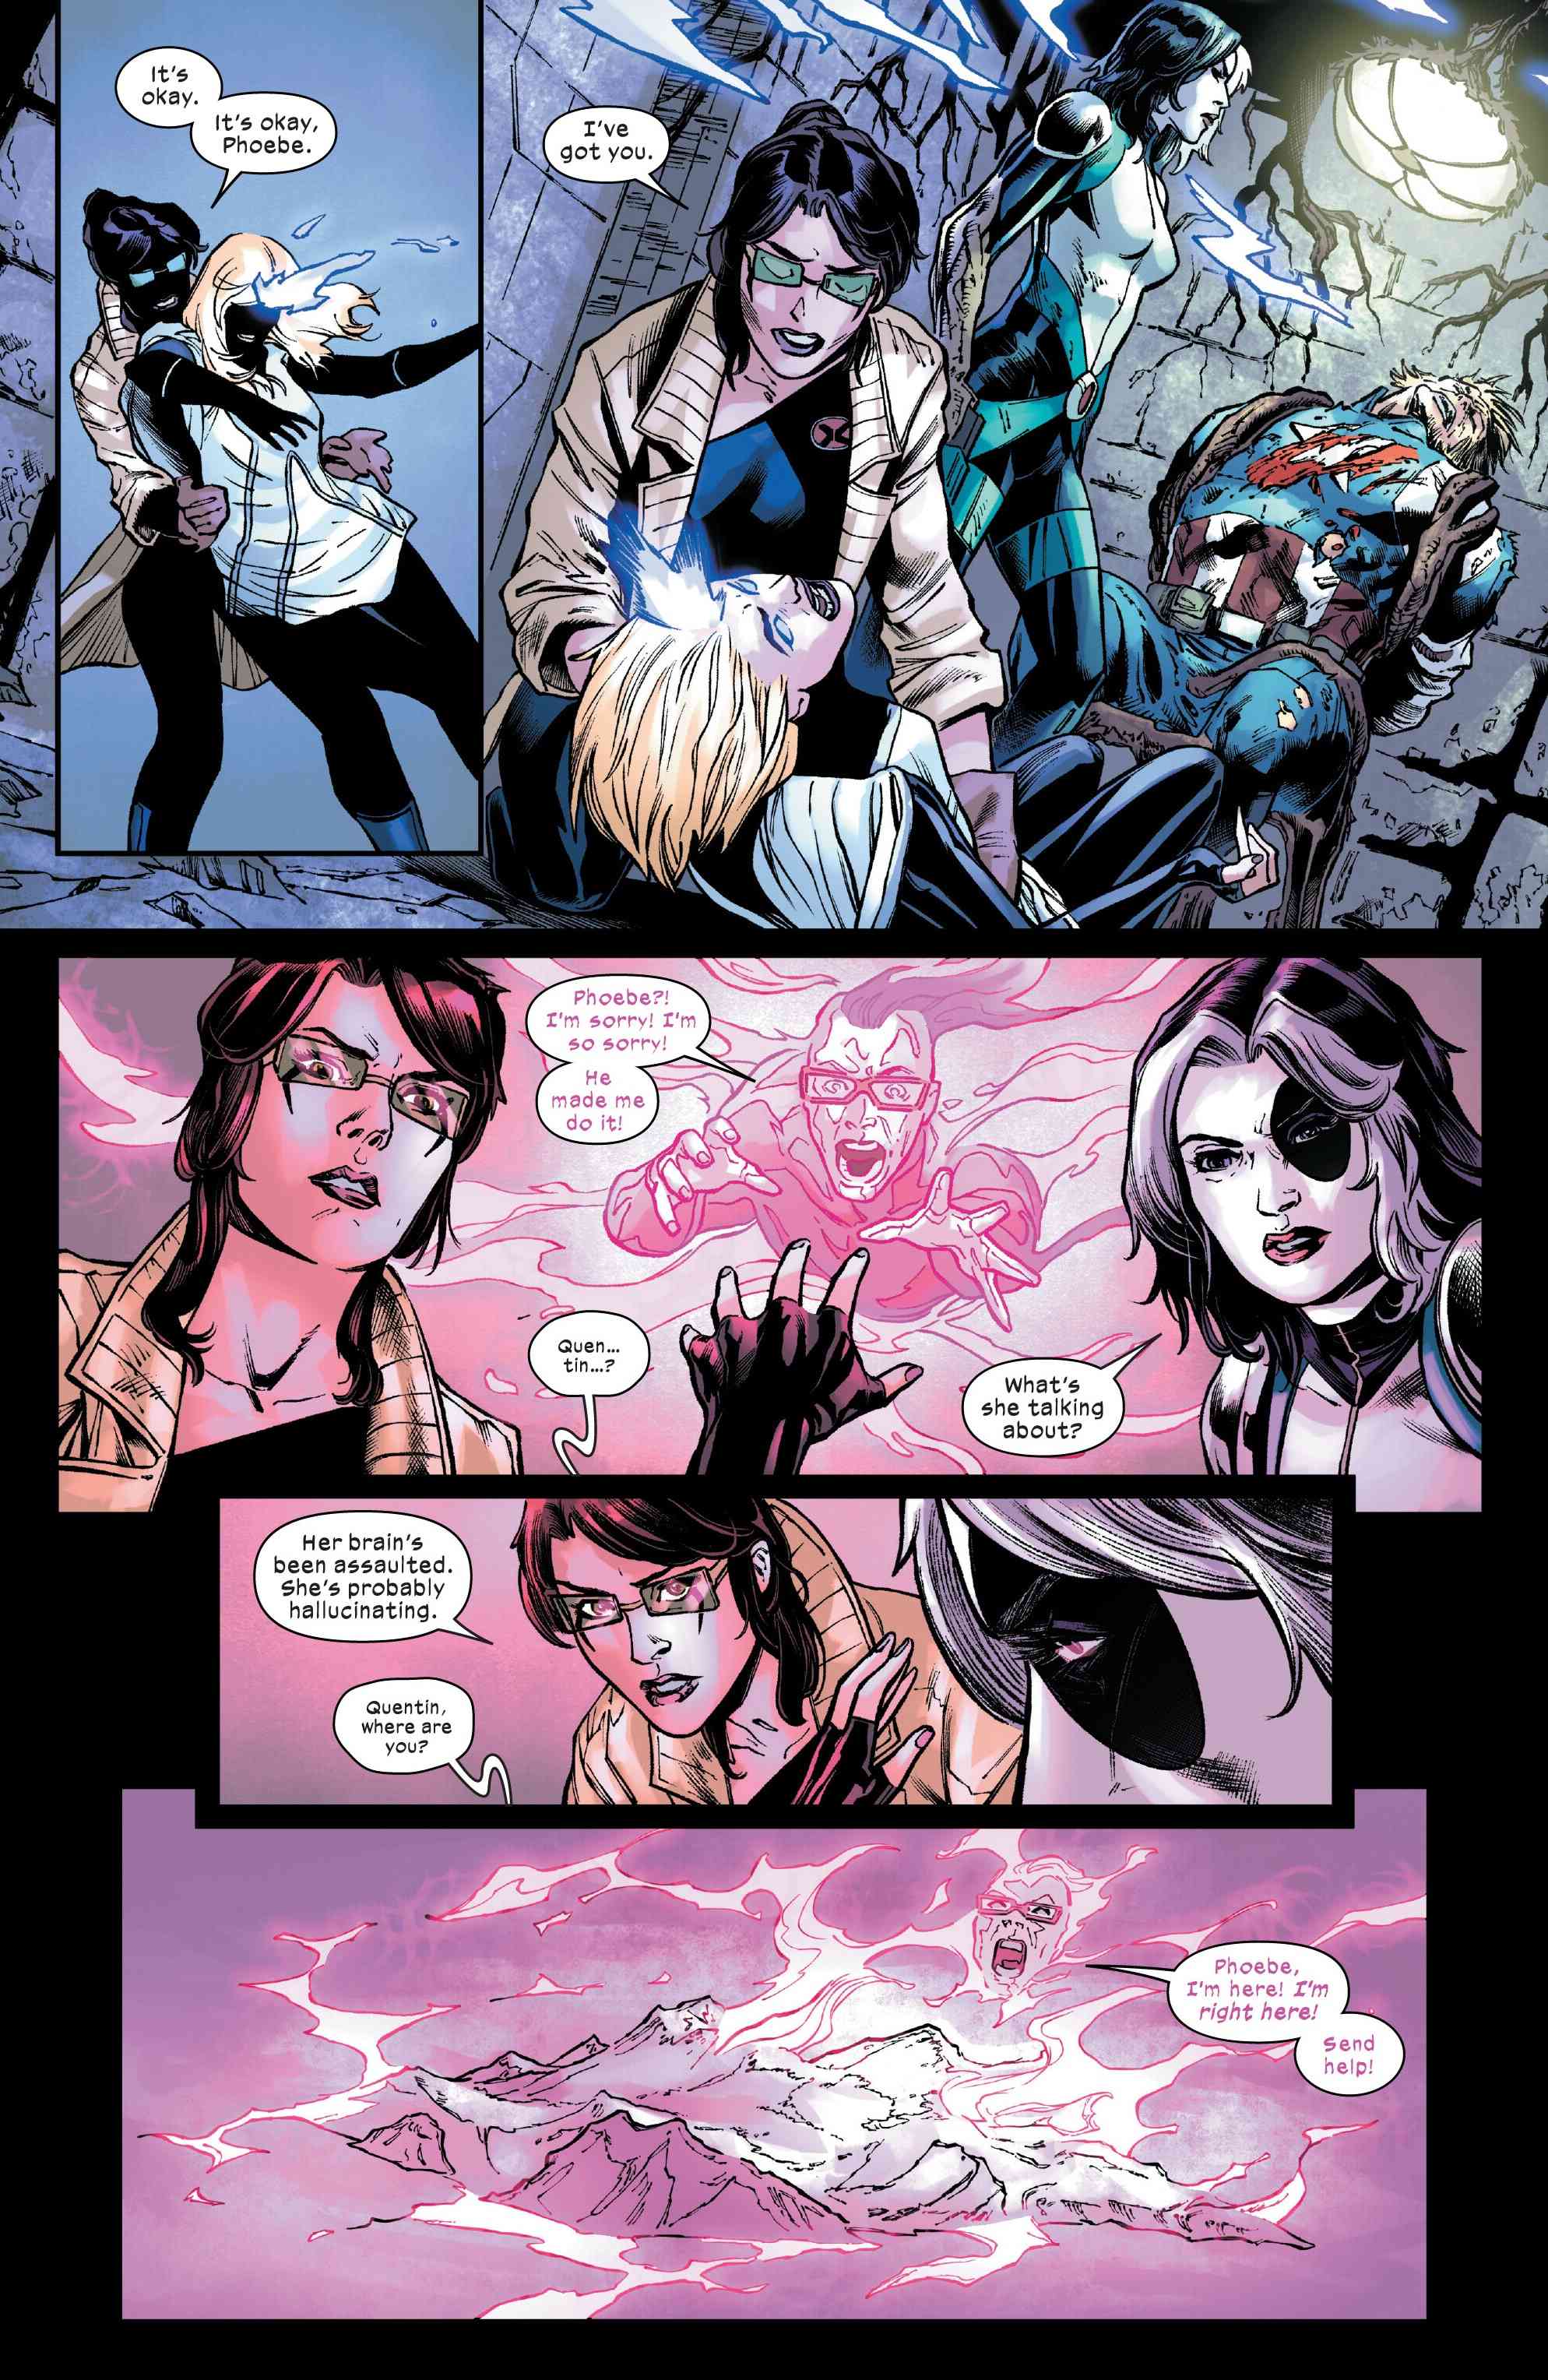 It's
okay.
It's okay,
Phoebe.
I've
got you.
Phoebe?!
I'm sorry! I'm
so sorry!
He
made me
do it!
Quen...
tin...?
What's
she talking
about?
Her brain's
been assaulted.
She's probably
hallucinating.
Quentin,
where are
you?
Phoebe,
I'm here! I'm
right here!
Send
help!